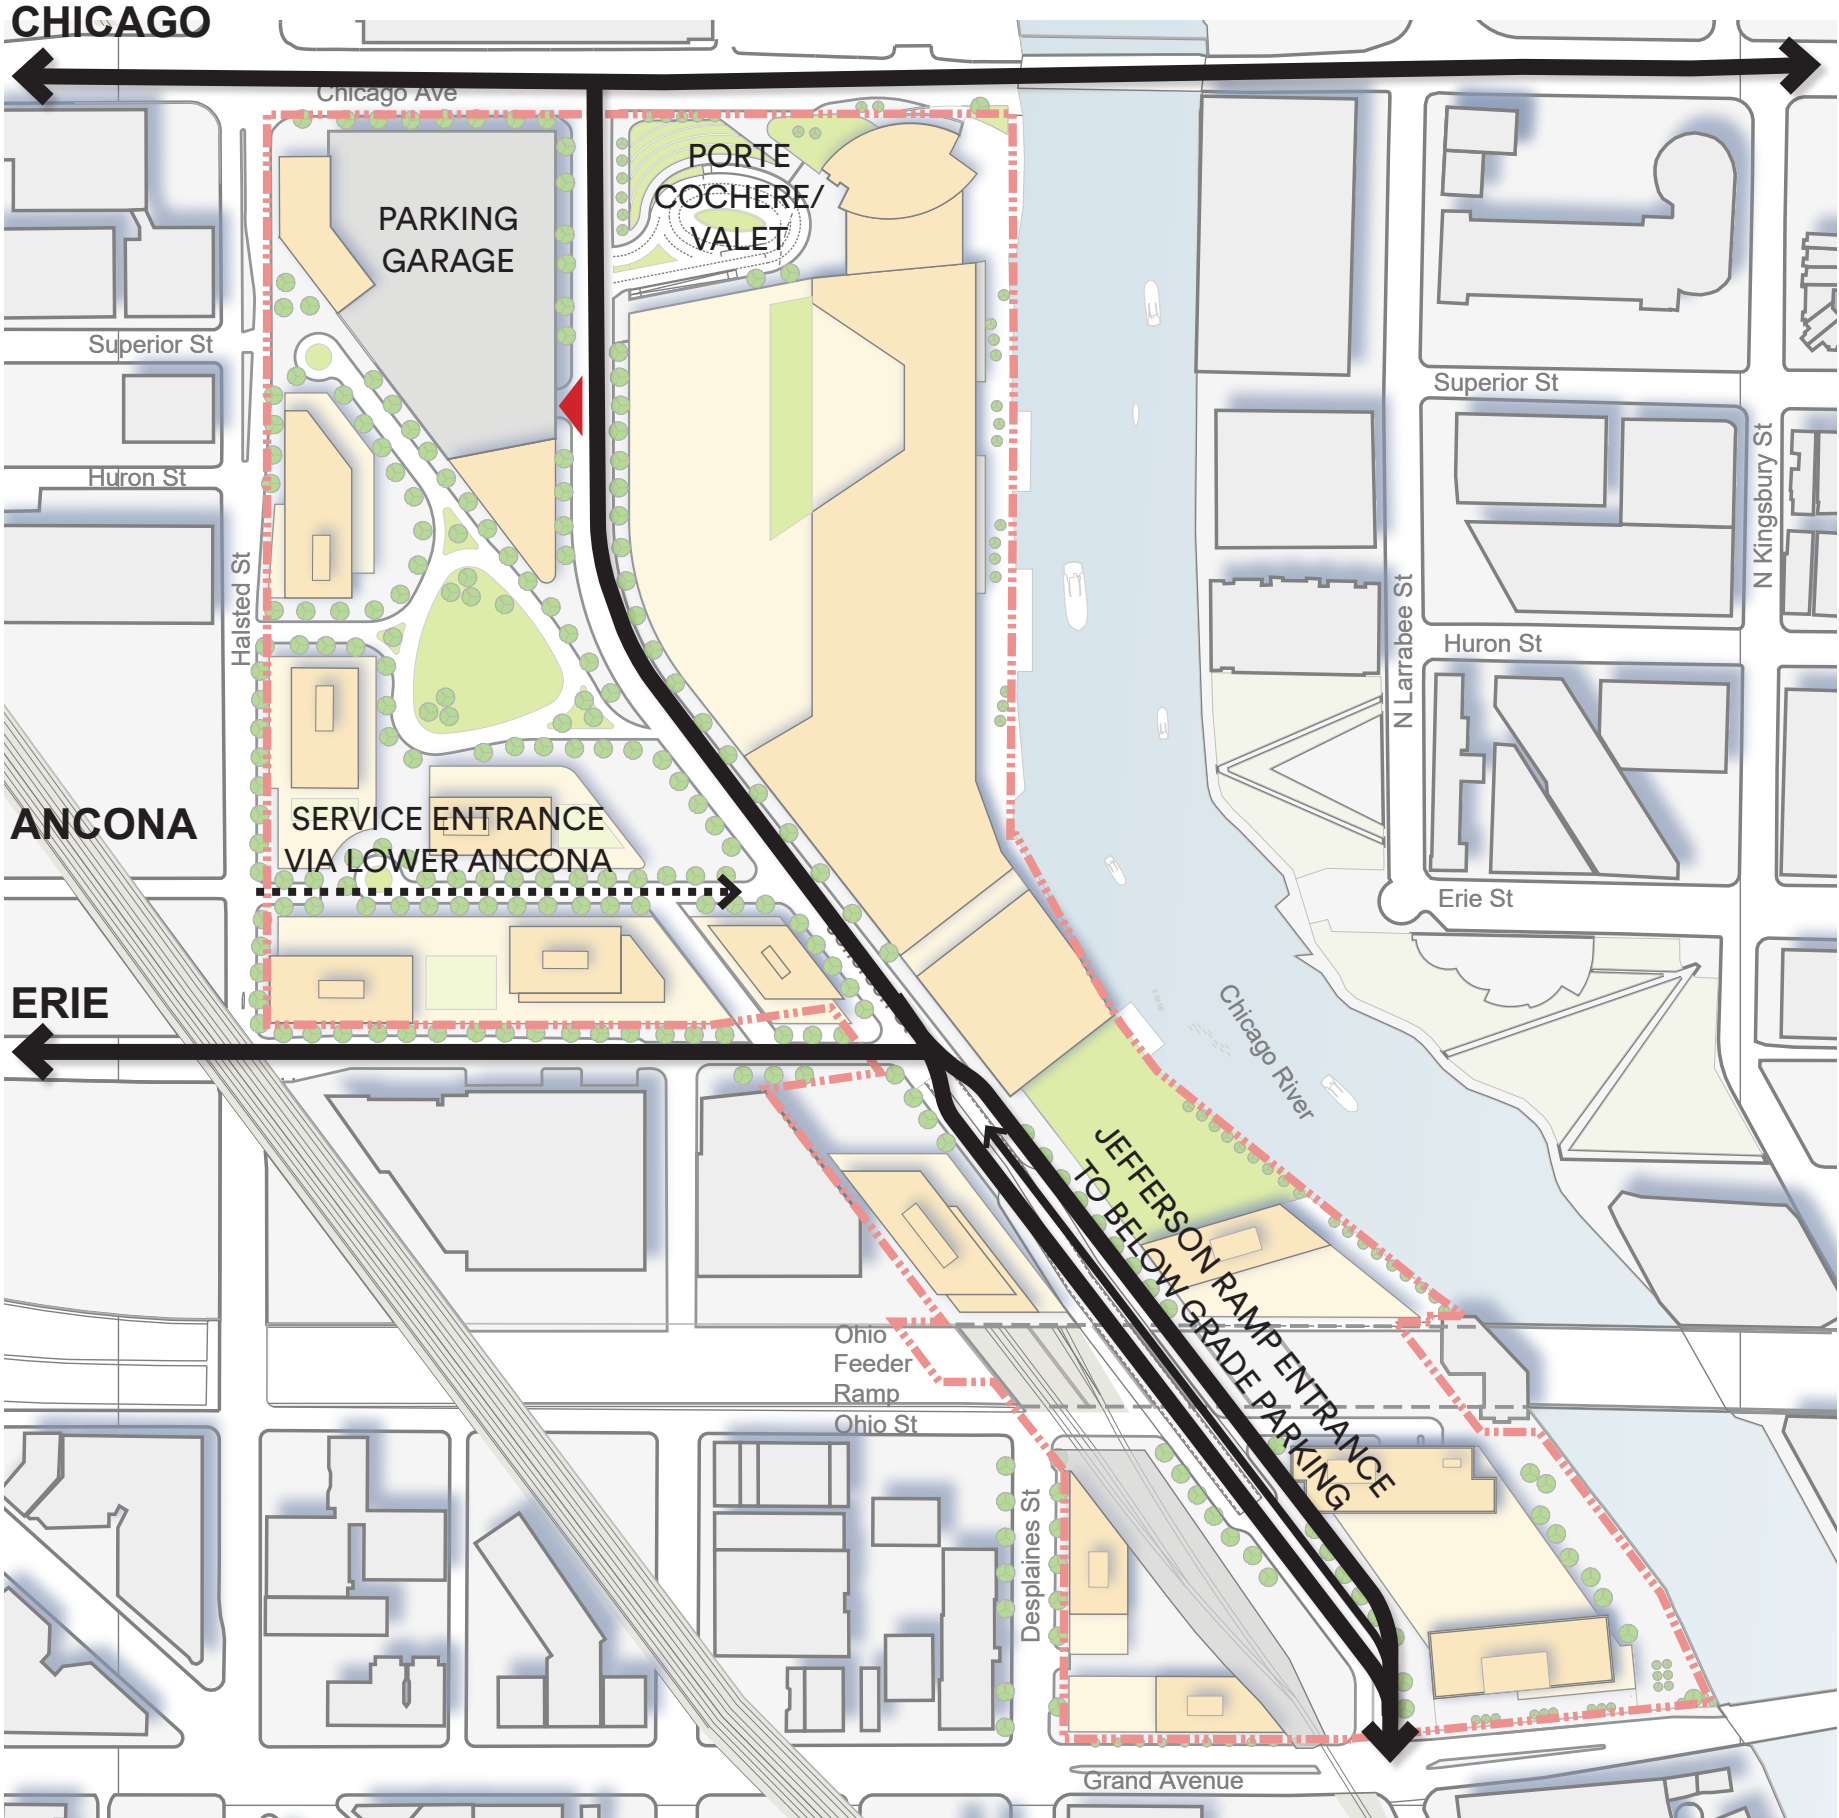 CHICAGO
Chicago Ave
PORTE
COCHERE/
VALET
PARKING
GARAGE
Superior St
Superior St
Huron St
N Kingsbury St
Halsted St
N Larrabee St
Huron St
ANCONA
SERVICE ENTRANCE
VIA LOWER ANCONA
Erie St
ERIE
Chicago River
JEFFERSON RAMP ENTRANCE
TO BELOW GRADE PARKING
Ohio
Feeder
Ramp
Ohio St
Desplaines St
Grand Avenue